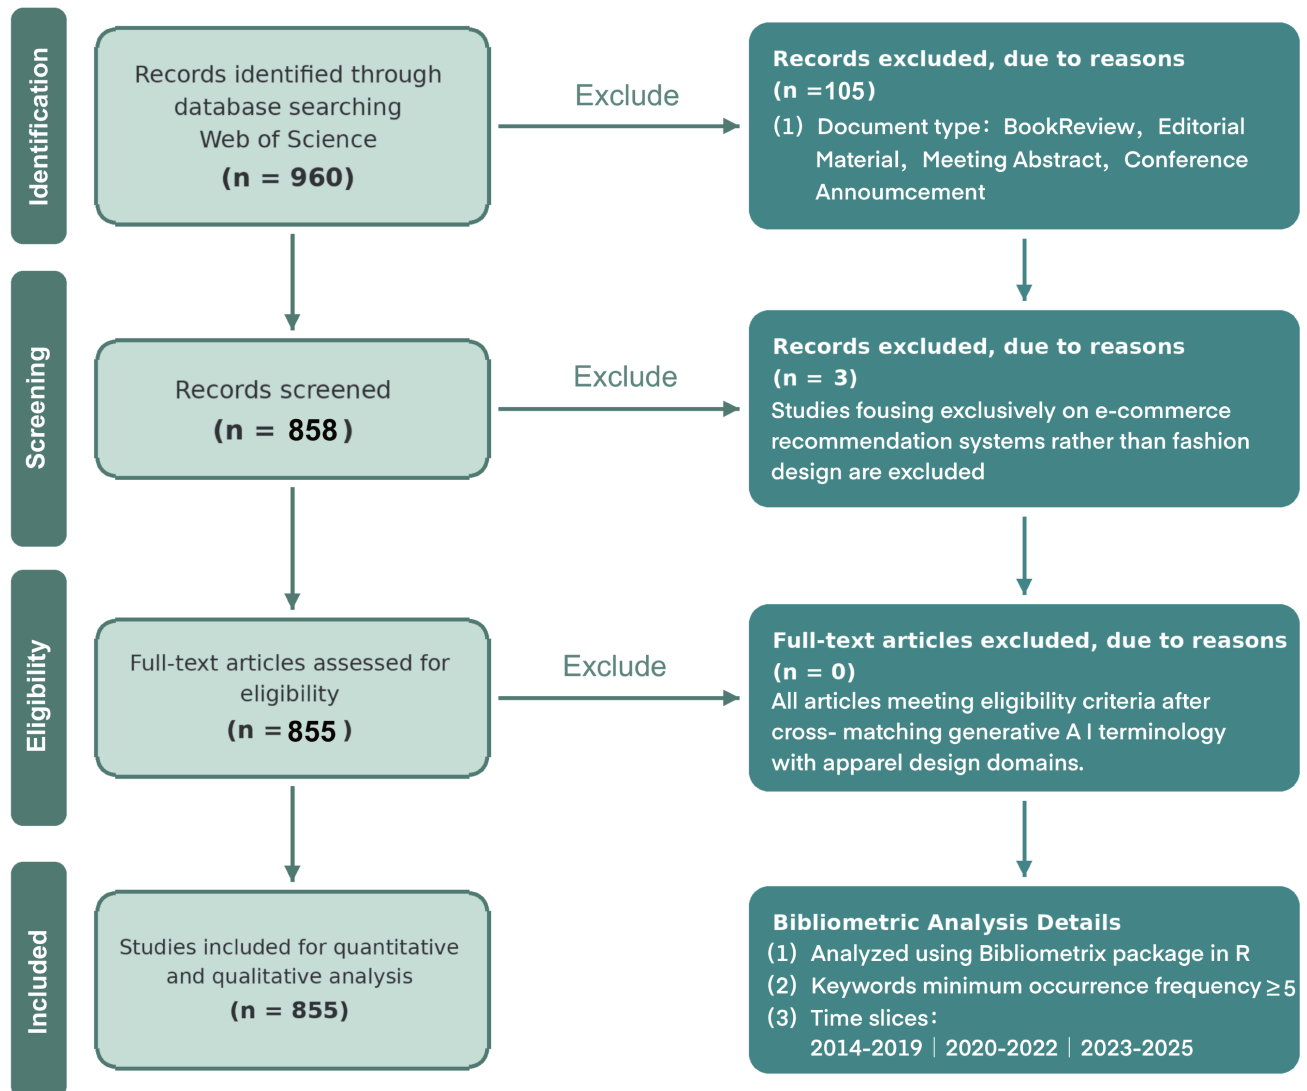 Identification
Records identified through
database searching
Web of Science
(n = 960)
Exclude
Records excluded, due to reasons
(n =105)
(1) Document type： BookReview， Editorial
Material， Meeting Abstract， Conference
Announcement
Screening
Records screened
(n = 858 )
Exclude
Records excluded, due to reasons
(n = 3)
Studies fousing exclusively on e-commerce
recommendation systems rather than fashion
design are excluded
Eligibility
Full-text articles assessed for
eligibility
(n = 855 )
Exclude
Full-text articles excluded, due to reasons
(n = 0)
All articles meeting eligibility criteria after
cross- matching generative A I terminology
with apparel design domains.
Included
Studies included for quantitative
and qualitative analysis
(n = 855)
Bibliometric Analysis Details
(1) Analyzed using Bibliometrix package in R
(2) Keywords minimum occurrence frequency ≥5
(3) Time slices：
2014-2019 | 2020-2022 | 2023-2025